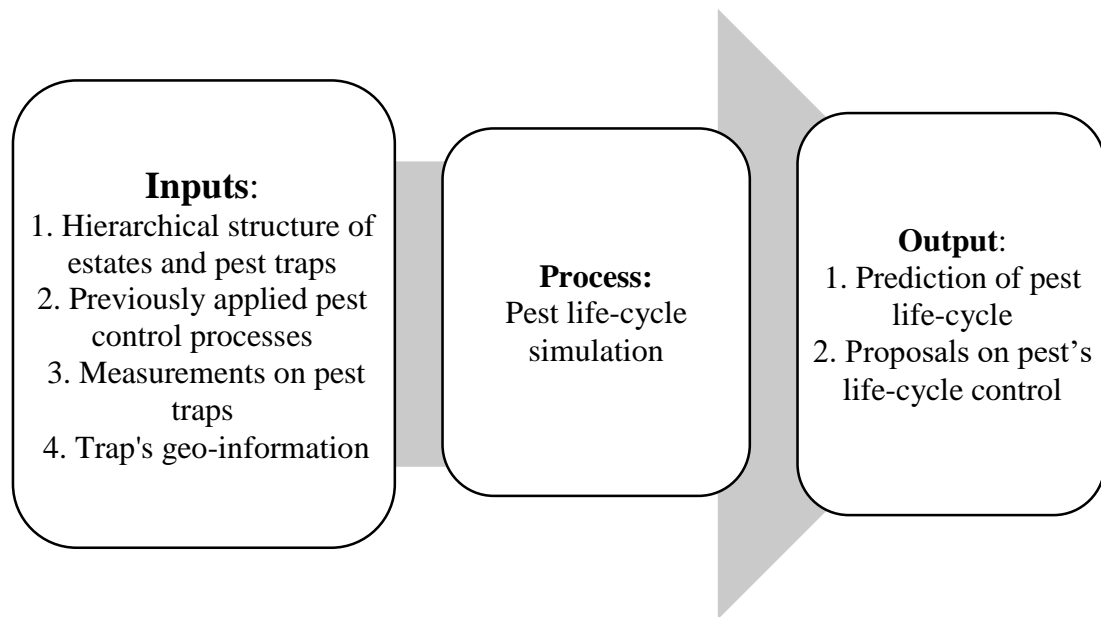 Inputs:
1. Hierarchical structure of
estates and pest traps
2. Previously applied pest
control processes
3. Measurements on pest
traps
4. Trap's geo-information
Process:
Pest life-cycle
simulation
Output:
1. Prediction of pest
life-cycle
2. Proposals on pest’s
life-cycle control